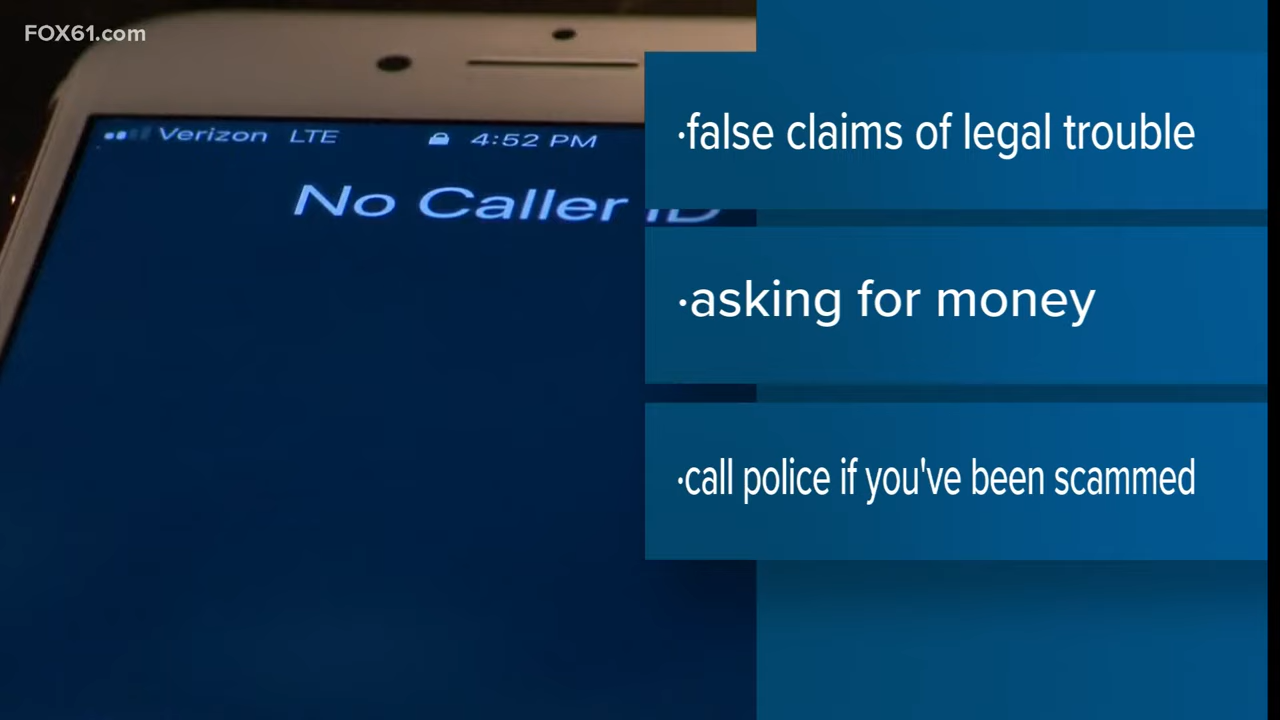 FOX61.com
Verizon LTE 4:52 PM
No Caller ID
·false claims of legal trouble
·asking for money
·call police if you've been scammed